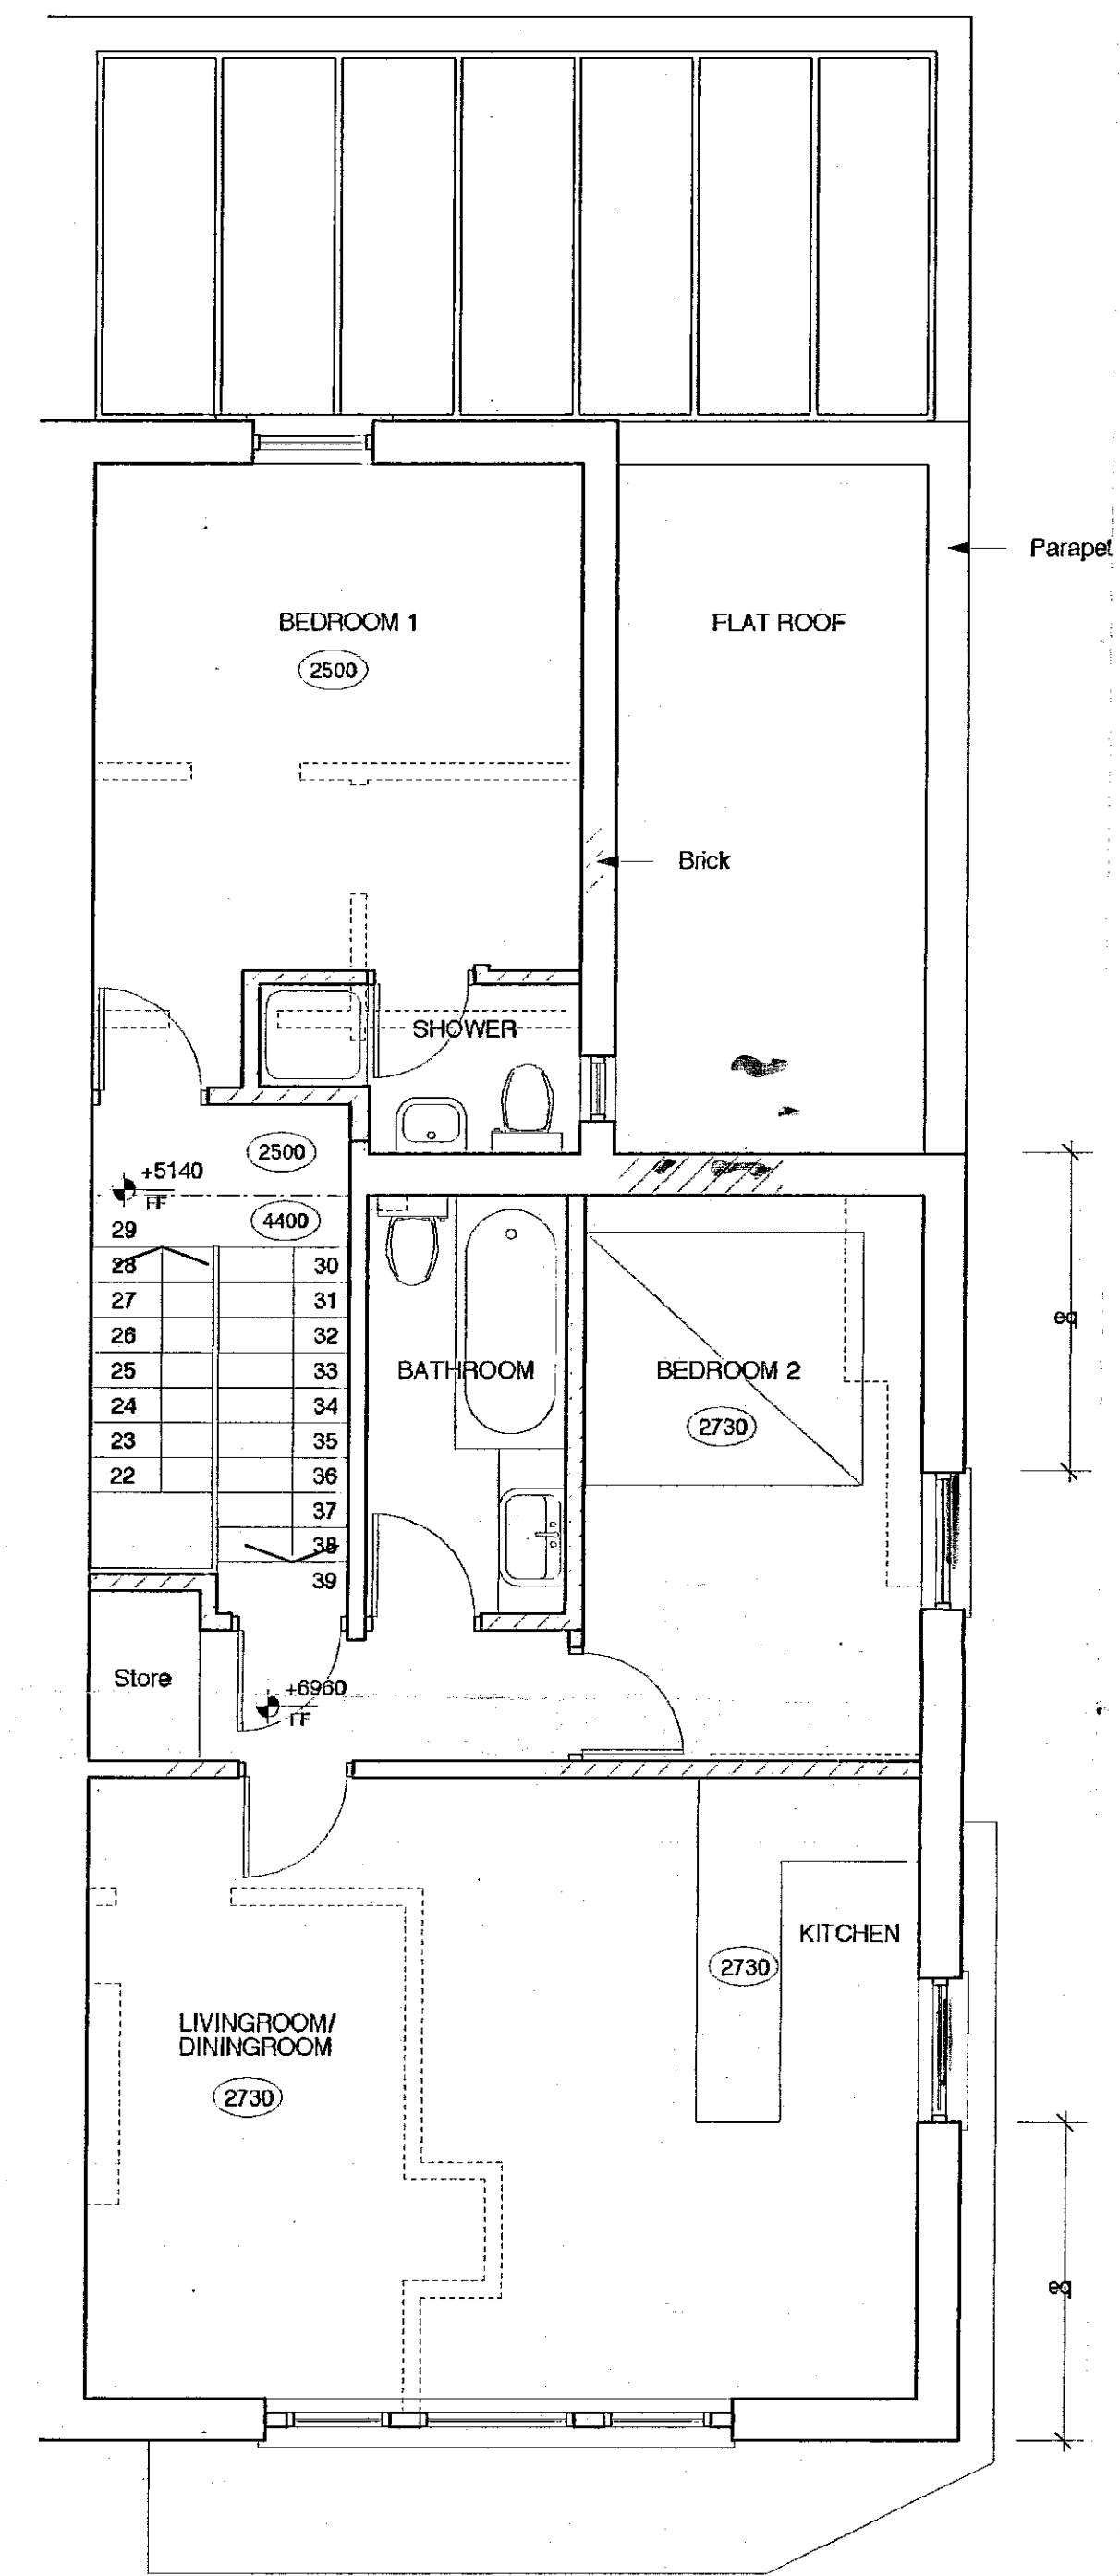 Parapet
BEDROOM 1
FLAT ROOF
2500
Brick
SHOWER
2500
+5140
FF
4400
29
28
30
27
31
26
32
25
33
24
34
23
35
22
36
37
38
39
eq
BATHROOM
BEDROOM 2
2730
Store
+6960
FF
KITCHEN
2730
LIVINGROOM/
DININGROOM
2730
eq